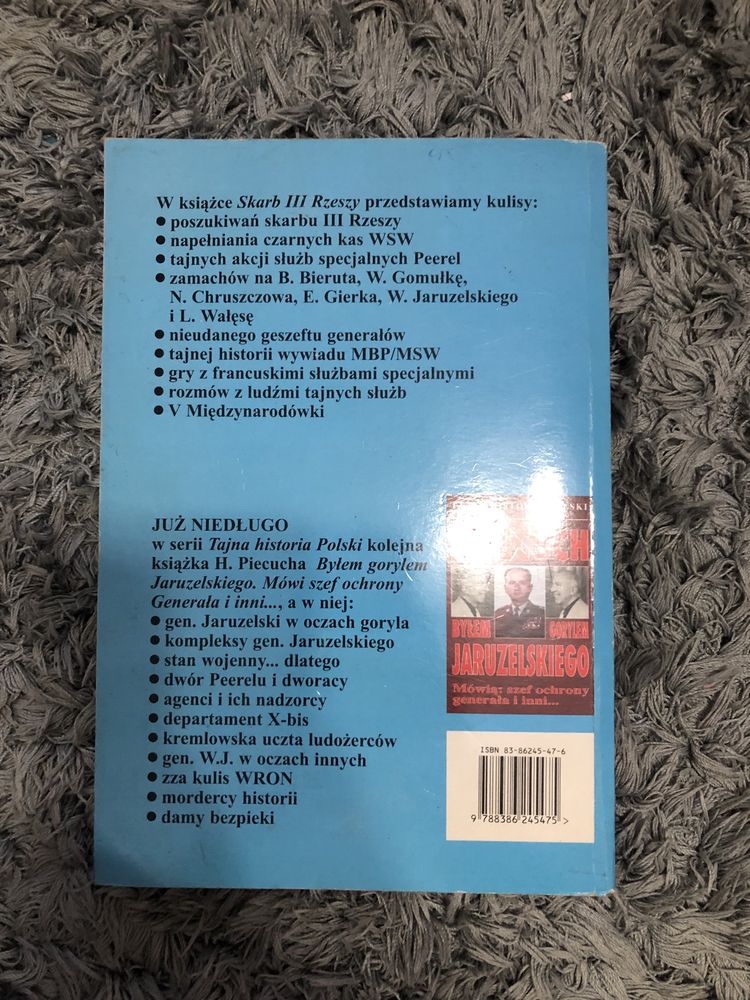 W książce Skarb III Rzeszy przedstawiamy kulisy:
● poszukiwań skarbu III Rzeszy
● napełniania czarnych kas WSW
● tajnych akcji służb specjalnych Peerel
● zamachów na B. Bieruta, W. Gomułkę,
N. Chruszczowa, E. Gierka, W. Jaruzelskiego
i L. Wałęsę
● nieudanego geszeftu generałów
● tajnej historii wywiadu MBP/MSW
● gry z francuskimi służbami specjalnymi
● rozmów z ludźmi tajnych służb
● V Międzynarodówki
JUŻ NIEDŁUGO
w serii Tajna historia Polski kolejna
książka H. Piecucha Byłem gorylem
Jaruzelskiego. Mówi szef ochrony
Generała i inni..., a w niej:
● gen. Jaruzelski w oczach goryla
● kompleksy gen. Jaruzelskiego
● stan wojenny... dlatego
● dwór Peerelu i dworacy
● agenci i ich nadzorcy
● departament X-bis
● kremlowska uczta ludożerców
● gen. W.J. w oczach innych
● zza kulis WRON
● mordercy historii
● damy bezpieki
BYŁEM GORYLEM
JARUZELSKIEGO
Mówią: szef ochrony
generała i inni...
ISBN 83-86245-47-6
9 788386 245475 >